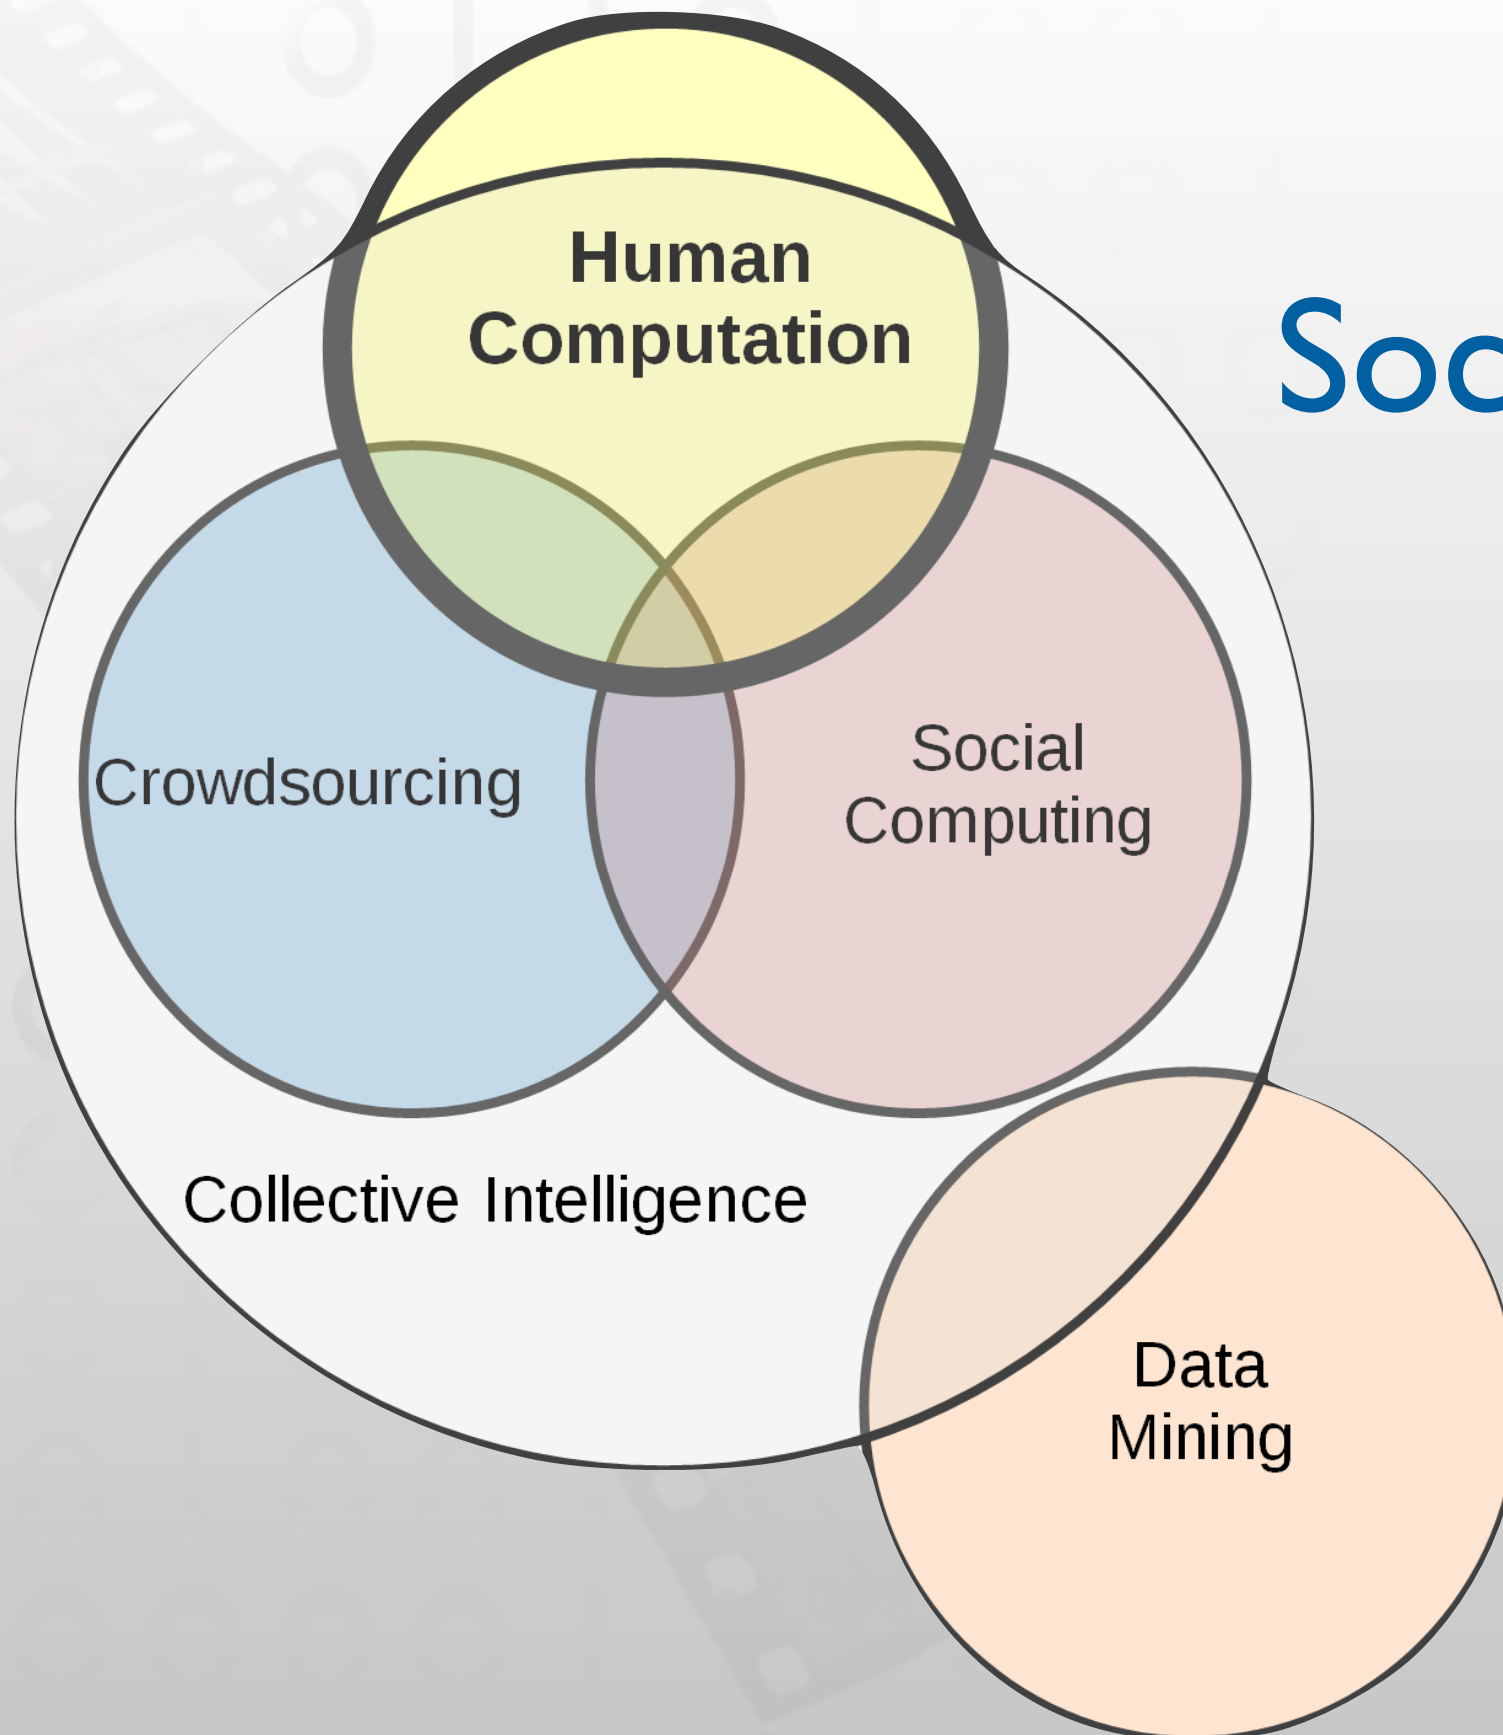 Human
Computation
Soc
Crowdsourcing
Social
Computing
Collective Intelligence
Data
Mining